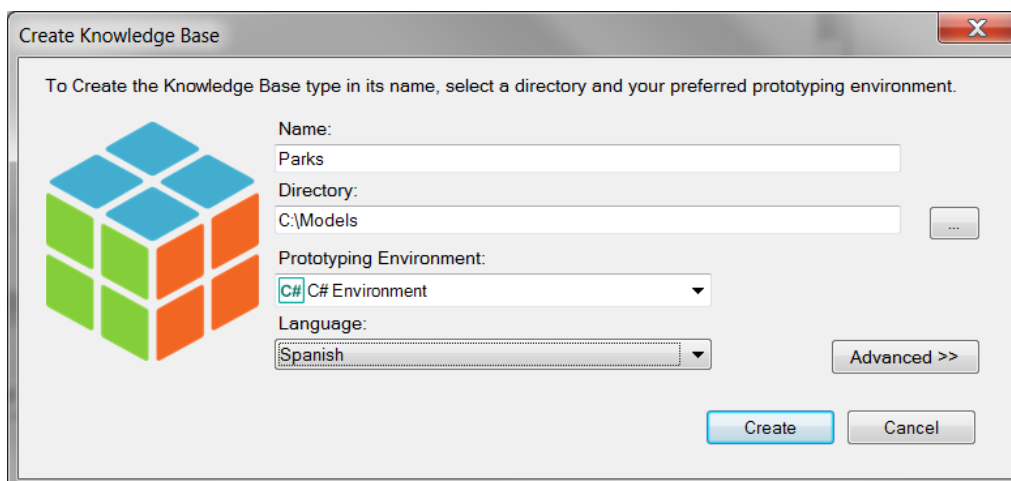 Create Knowledge Base
X
To Create the Knowledge Base type in its name, select a directory and your preferred prototyping environment.
Name:
Parks
Directory:
C:\Models
...
Prototyping Environment:
C# C# Environment
Language:
Spanish
Advanced >>
Create
Cancel